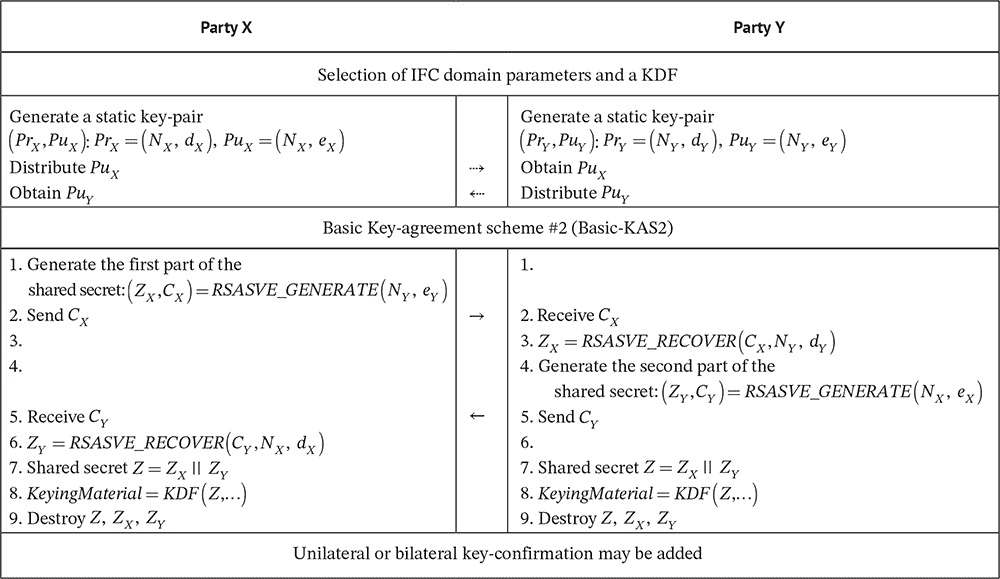 Party X Party Y
Selection of IFC domain parameters and a KDF
Generate a static key-pair
(Pr_X, Pu_X): Pr_X = (N_X, d_X), Pu_X = (N_X, e_X)
Distribute Pu_X
Obtain Pu_Y
⇢
⇠
Generate a static key-pair
(Pr_Y, Pu_Y): Pr_Y = (N_Y, d_Y), Pu_Y = (N_Y, e_Y)
Obtain Pu_X
Distribute Pu_Y
Basic Key-agreement scheme #2 (Basic-KAS2)
1. Generate the first part of the
shared secret: (Z_X, C_X) = RSASVE_GENERATE(N_Y, e_Y)
2. Send C_X
3.
4.
5. Receive C_Y
6. Z_Y = RSASVE_RECOVER(C_Y, N_X, d_X)
7. Shared secret Z = Z_X || Z_Y
8. KeyingMaterial = KDF(Z,...)
9. Destroy Z, Z_X, Z_Y
→
←
1.
2. Receive C_X
3. Z_X = RSASVE_RECOVER(C_X, N_Y, d_Y)
4. Generate the second part of the
shared secret: (Z_Y, C_Y) = RSASVE_GENERATE(N_X, e_X)
5. Send C_Y
6.
7. Shared secret Z = Z_X || Z_Y
8. KeyingMaterial = KDF(Z,...)
9. Destroy Z, Z_X, Z_Y
Unilateral or bilateral key-confirmation may be added